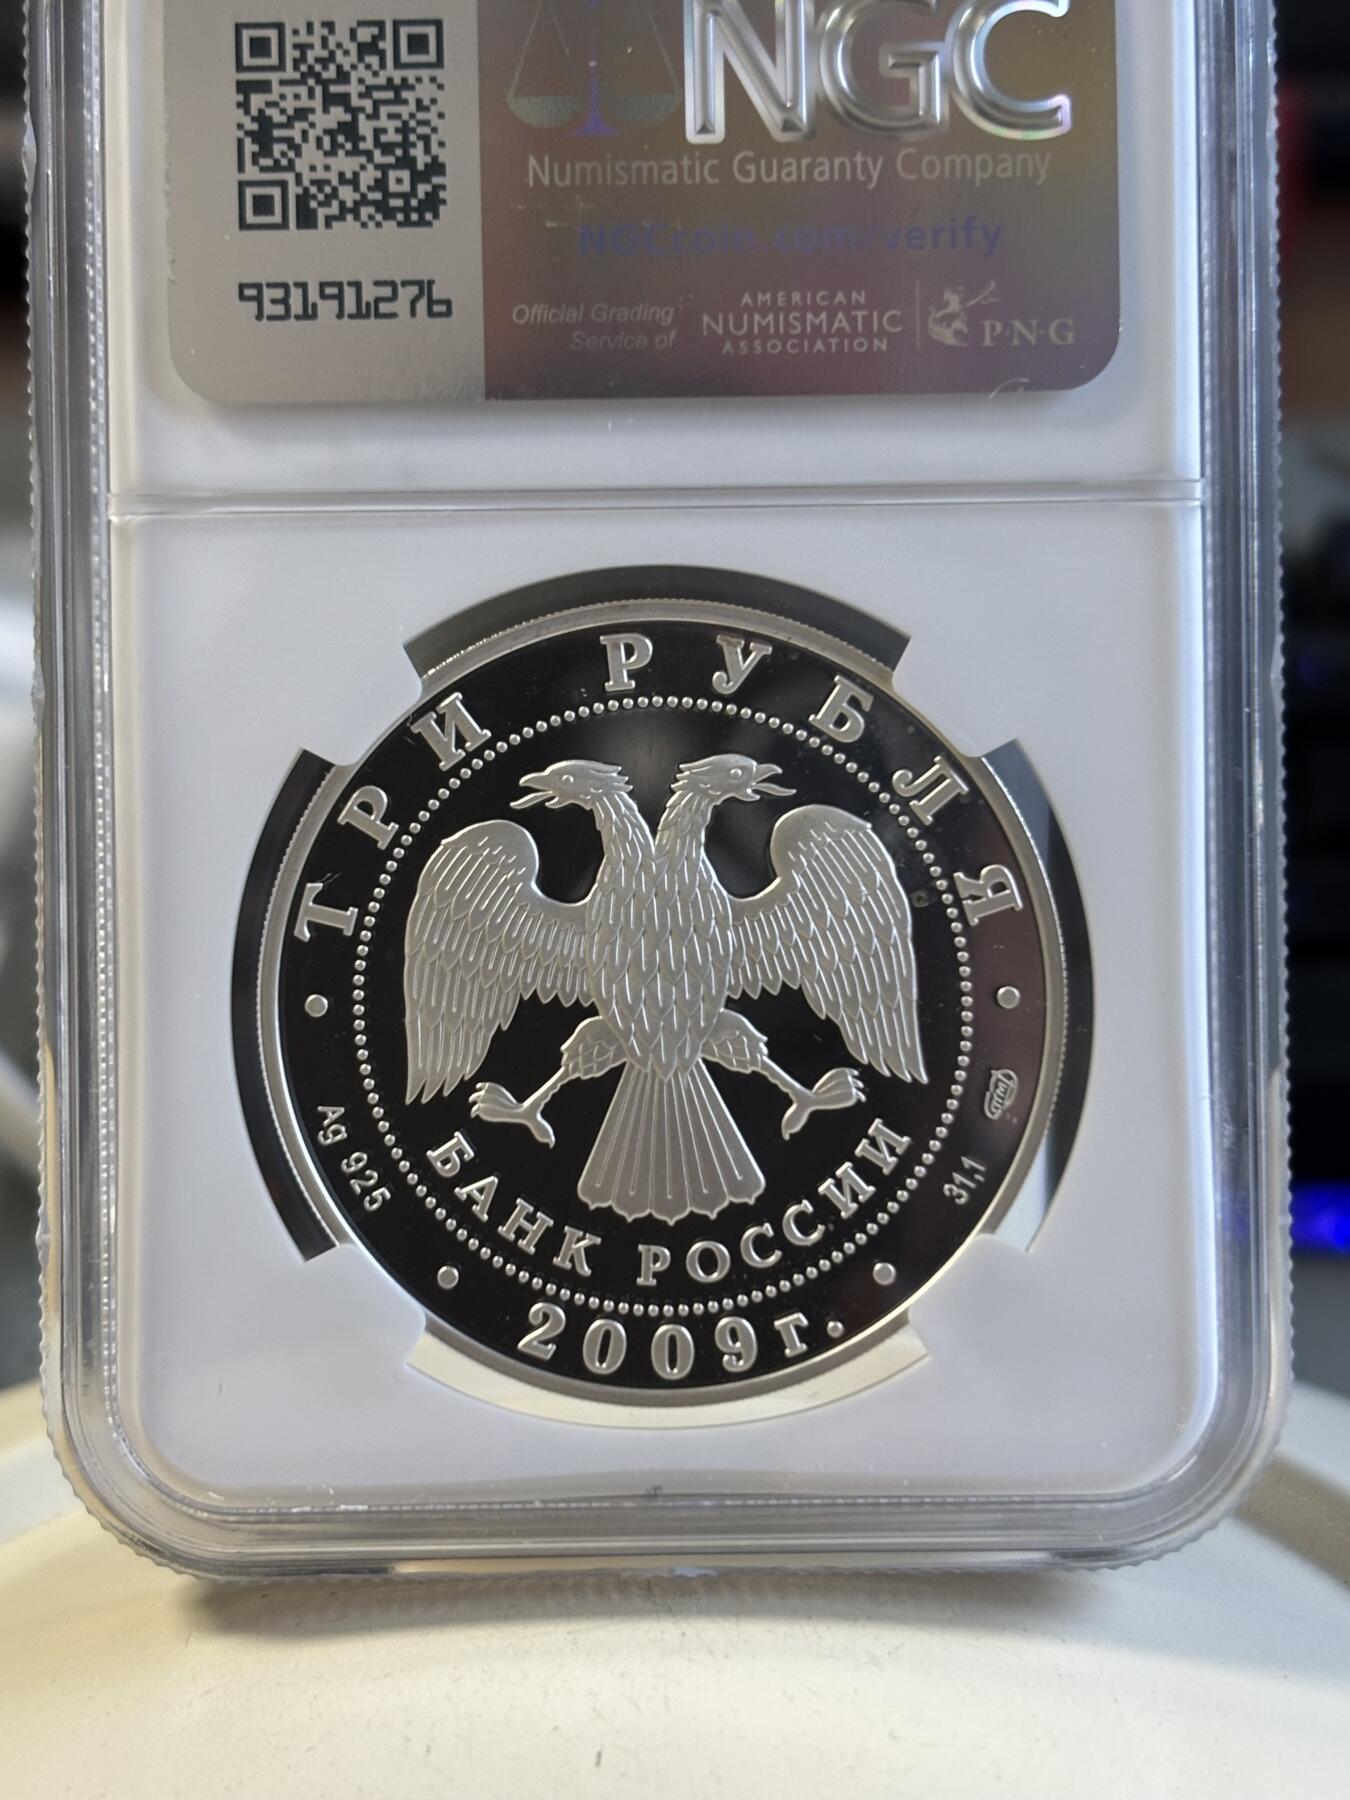 NGC
Numismatic Guaranty Company
NGCcoin.com/verify
93191276
Official Grading
Service of
AMERICAN
NUMISMATIC
ASSOCIATION
P·N·G
ТРИ РУБЛЯ
Ag 925
31,1
БАНК РОССИИ
2009г.